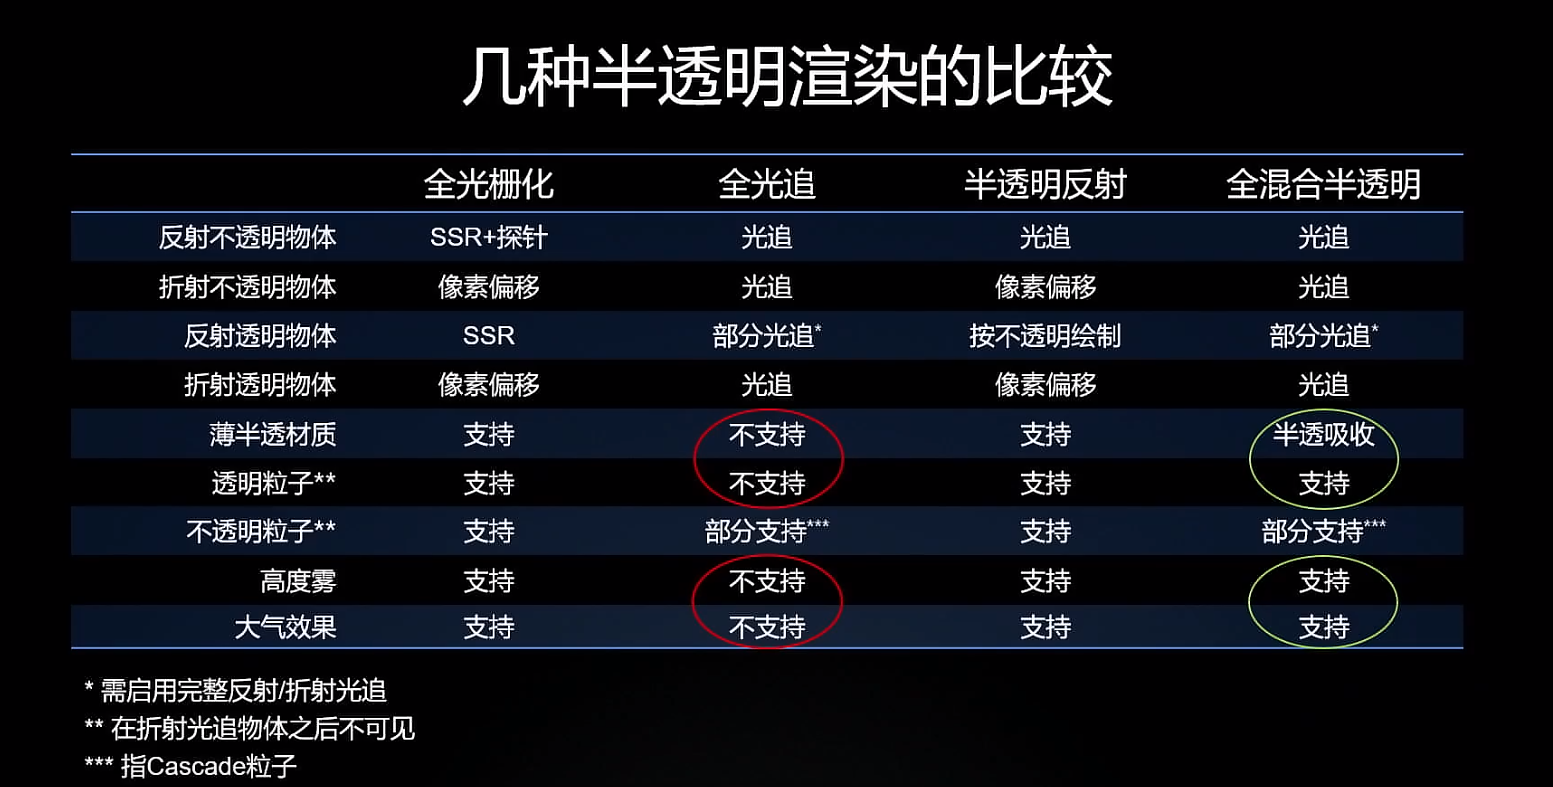 几种半透明渲染的比较
全光栅化 全光追 半透明反射 全混合半透明
反射不透明物体 SSR+探针 光追 光追 光追
折射不透明物体 像素偏移 光追 像素偏移 光追
反射透明物体 SSR 部分光追* 按不透明绘制 部分光追*
折射透明物体 像素偏移 光追 像素偏移 光追
薄半透材质 支持 不支持 支持 半透吸收
透明粒子** 支持 不支持 支持 支持
不透明粒子** 支持 部分支持*** 支持 部分支持***
高度雾 支持 不支持 支持 支持
大气效果 支持 不支持 支持 支持
* 需启用完整反射/折射光追
** 在折射光追物体之后不可见
*** 指Cascade粒子